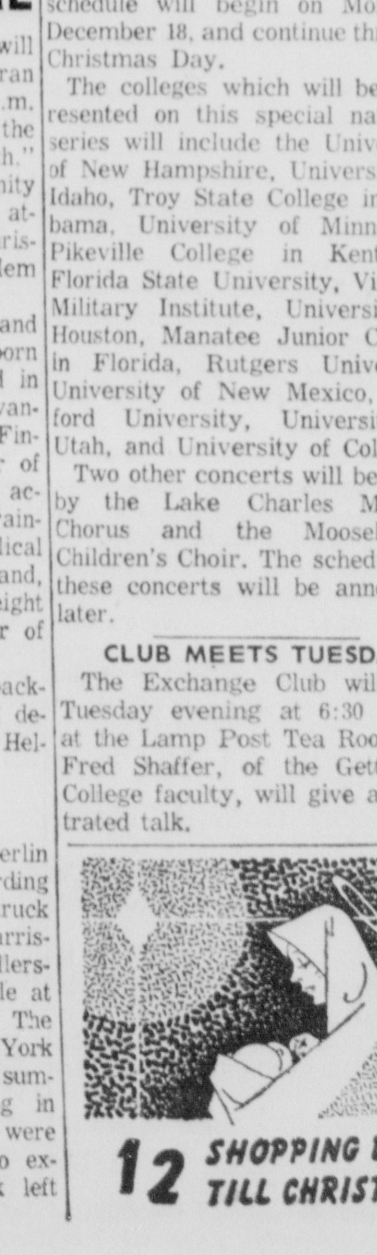 will
ran
.m.
the
h."
nity
at-
ris-
lem
and
born
d in
van-
Fin-
r of
ac-
rain-
dical
and,
eight
r of
ack-
de-
Hel-
erlin
rding
ruck
arris-
llers-
le at
The
York
sum-
g in
were
o ex-
k left
schedule will begin on Mo
December 18, and continue th
Christmas Day.
The colleges which will be
resented on this special na
series will include the Univ
of New Hampshire, Univers
Idaho, Troy State College in
bama, University of Minn
Pikeville College in Kent
Florida State University, Vi
Military Institute, Universi
Houston, Manatee Junior C
in Florida, Rutgers Unive
University of New Mexico,
ford University, Universi
Utah, and University of Col
Two other concerts will be
by the Lake Charles M
Chorus and the Moosel
Children's Choir. The sched
these concerts will be ann
later.
CLUB MEETS TUESD
The Exchange Club wil
Tuesday evening at 6:30
at the Lamp Post Tea Roo
Fred Shaffer, of the Gett
College faculty, will give a
trated talk.
12 SHOPPING
TILL CHRIST